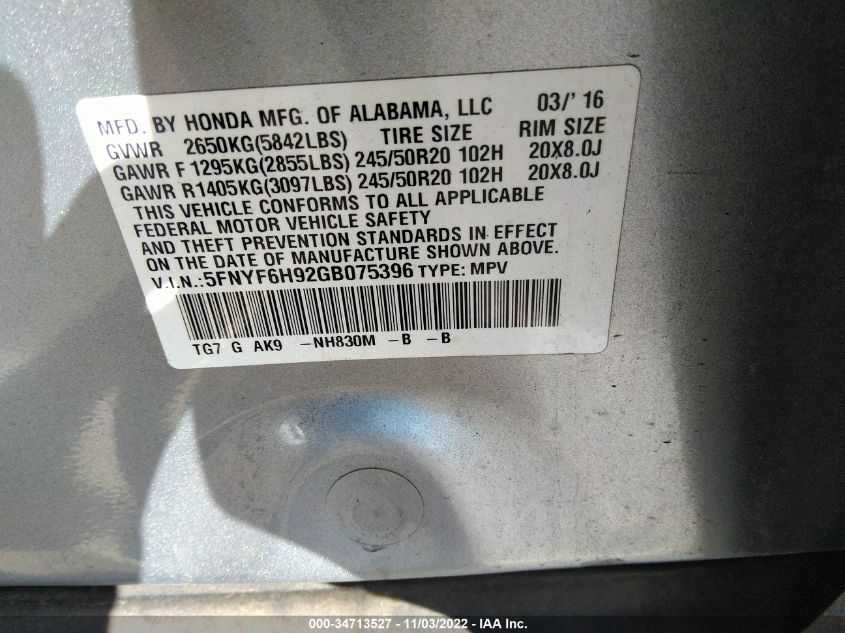 MFD. BY HONDA MFG. OF ALABAMA, LLC 03/' 16
GVWR 2650KG(5842LBS) TIRE SIZE RIM SIZE
GAWR F 1295KG(2855LBS) 245/50R20 102H 20X8.0J
GAWR R1405KG(3097LBS) 245/50R20 102H 20X8.0J
THIS VEHICLE CONFORMS TO ALL APPLICABLE
FEDERAL MOTOR VEHICLE SAFETY
AND THEFT PREVENTION STANDARDS IN EFFECT
ON THE DATE OF MANUFACTURE SHOWN ABOVE.
V.I.N.:5FNYF6H92GB075396 TYPE: MPV
TG7 G AK9 -NH830M -B -B
000-34713527 - 11/03/2022 - IAA Inc.